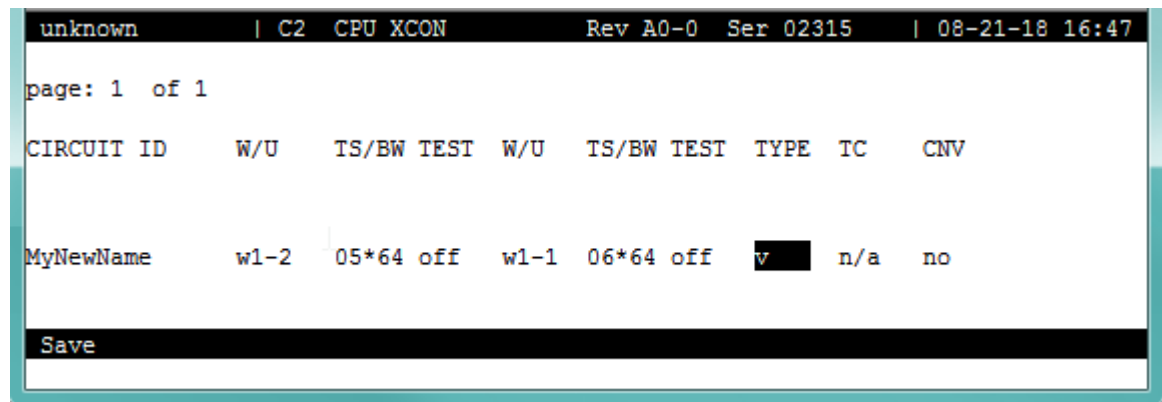 unknown | C2 CPU XCON Rev A0-0 Ser 02315 | 08-21-18 16:47
page: 1 of 1
CIRCUIT ID W/U TS/BW TEST W/U TS/BW TEST TYPE TC CNV
MyNewName w1-2 05*64 off w1-1 06*64 off v n/a no
Save